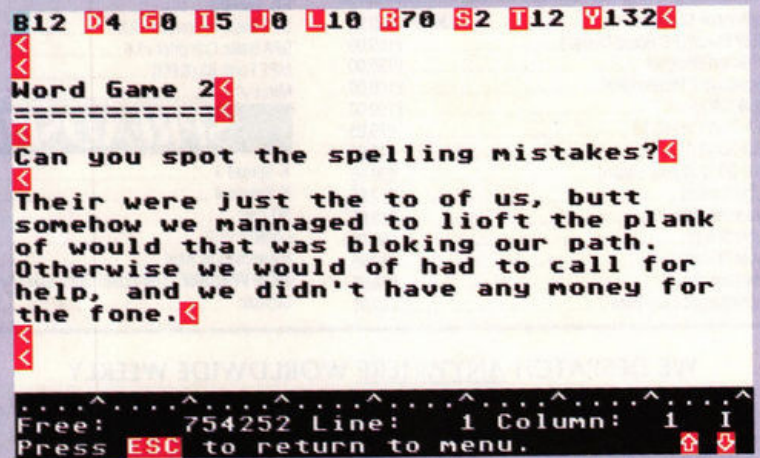 B12 D4 G0 I5 J0 L10 R70 S2 T12 Y132<
<
<
Word Game 2<
===========<
<
Can you spot the spelling mistakes?<
<
Their were just the to of us, butt
somehow we mannaged to lioft the plank
of would that was bloking our path.
Otherwise we would of had to call for
help, and we didn't have any money for
the fone.<
<
<
....^....^....^....^....^....^....^....^
Free: 754252 Line: 1 Column: 1 I
Press ESC to return to menu. ⇧ ⇩